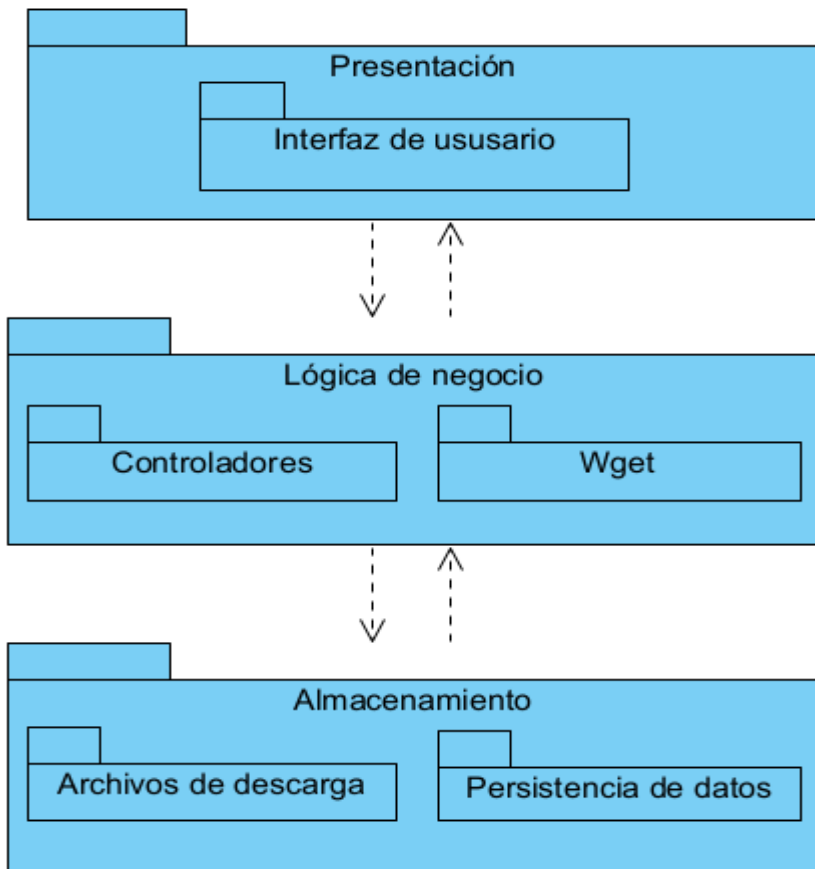 Presentación
Interfaz de ususario
Lógica de negocio
Controladores
Wget
Almacenamiento
Archivos de descarga
Persistencia de datos